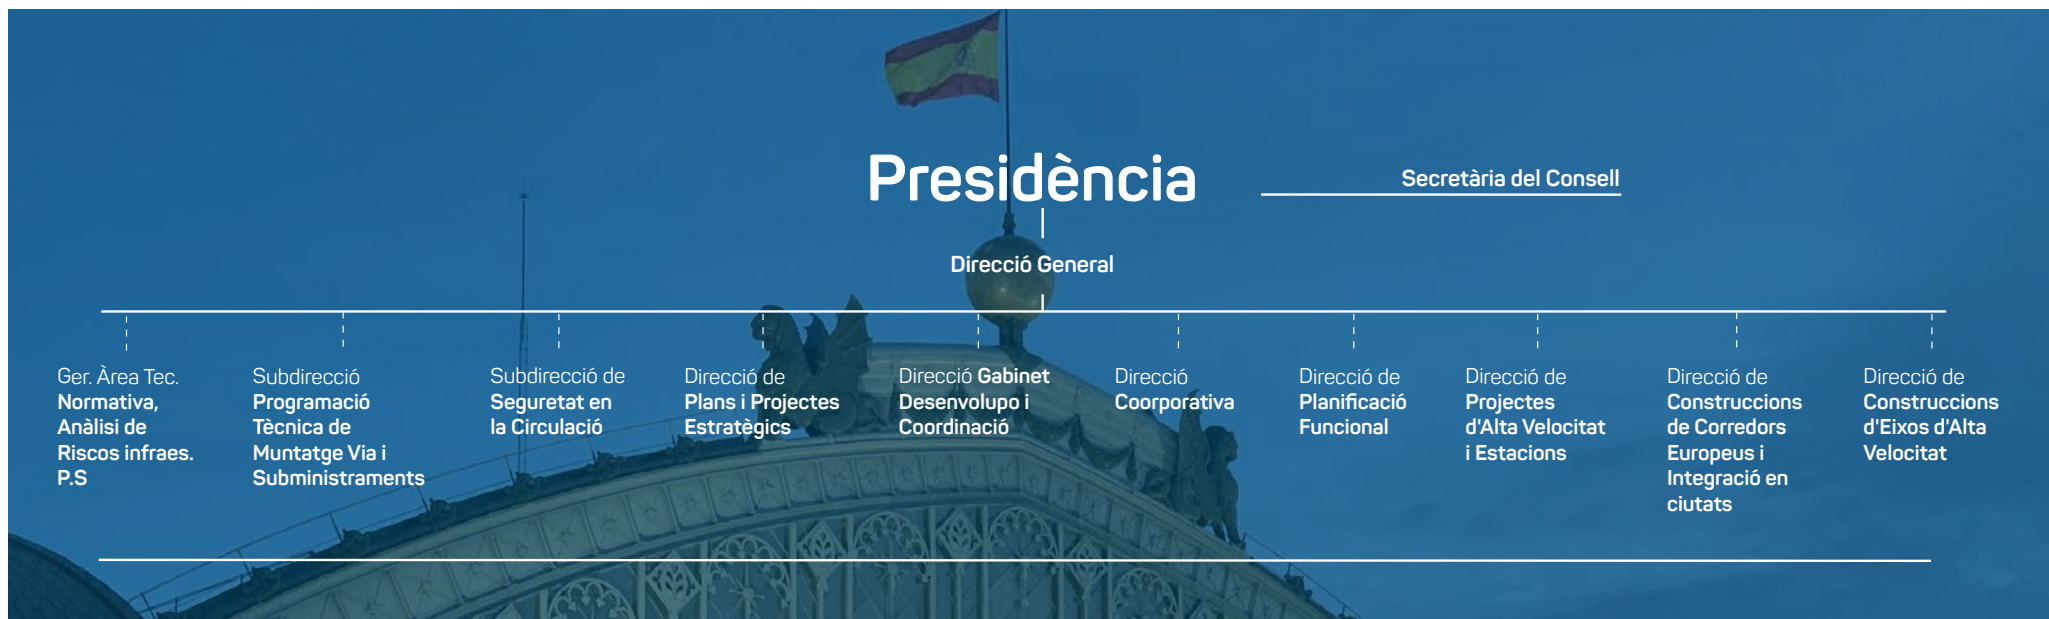 Presidència
Secretària del Consell
Direcció General
Ger. Àrea Tec.
Normativa,
Anàlisi de
Riscos infraes.
P.S
Subdirecció
Programació
Tècnica de
Muntatge Via i
Subministraments
Subdirecció de
Seguretat en
la Circulació
Direcció de
Plans i Projectes
Estratègics
Direcció Gabinet
Desenvolupo i
Coordinació
Direcció
Coorporativa
Direcció de
Planificació
Funcional
Direcció de
Projectes
d'Alta Velocitat
i Estacions
Direcció de
Construccions
de Corredors
Europeus i
Integració en
ciutats
Direcció de
Construccions
d'Eixos d'Alta
Velocitat